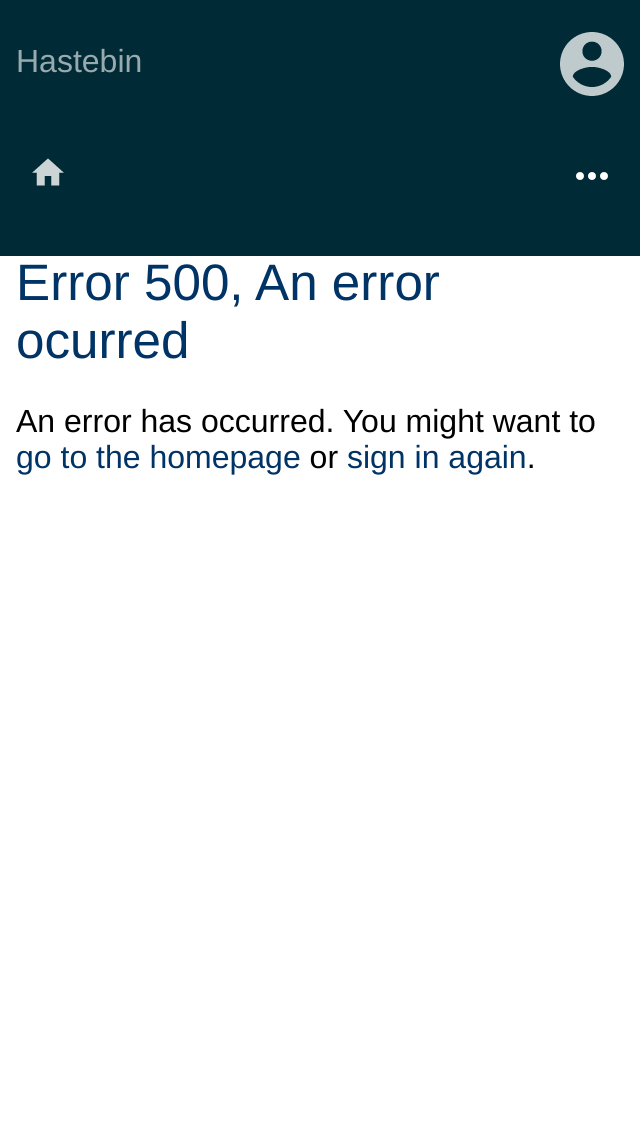 Hastebin
Error 500, An error
ocurred
An error has occurred. You might want to
go to the homepage or sign in again.